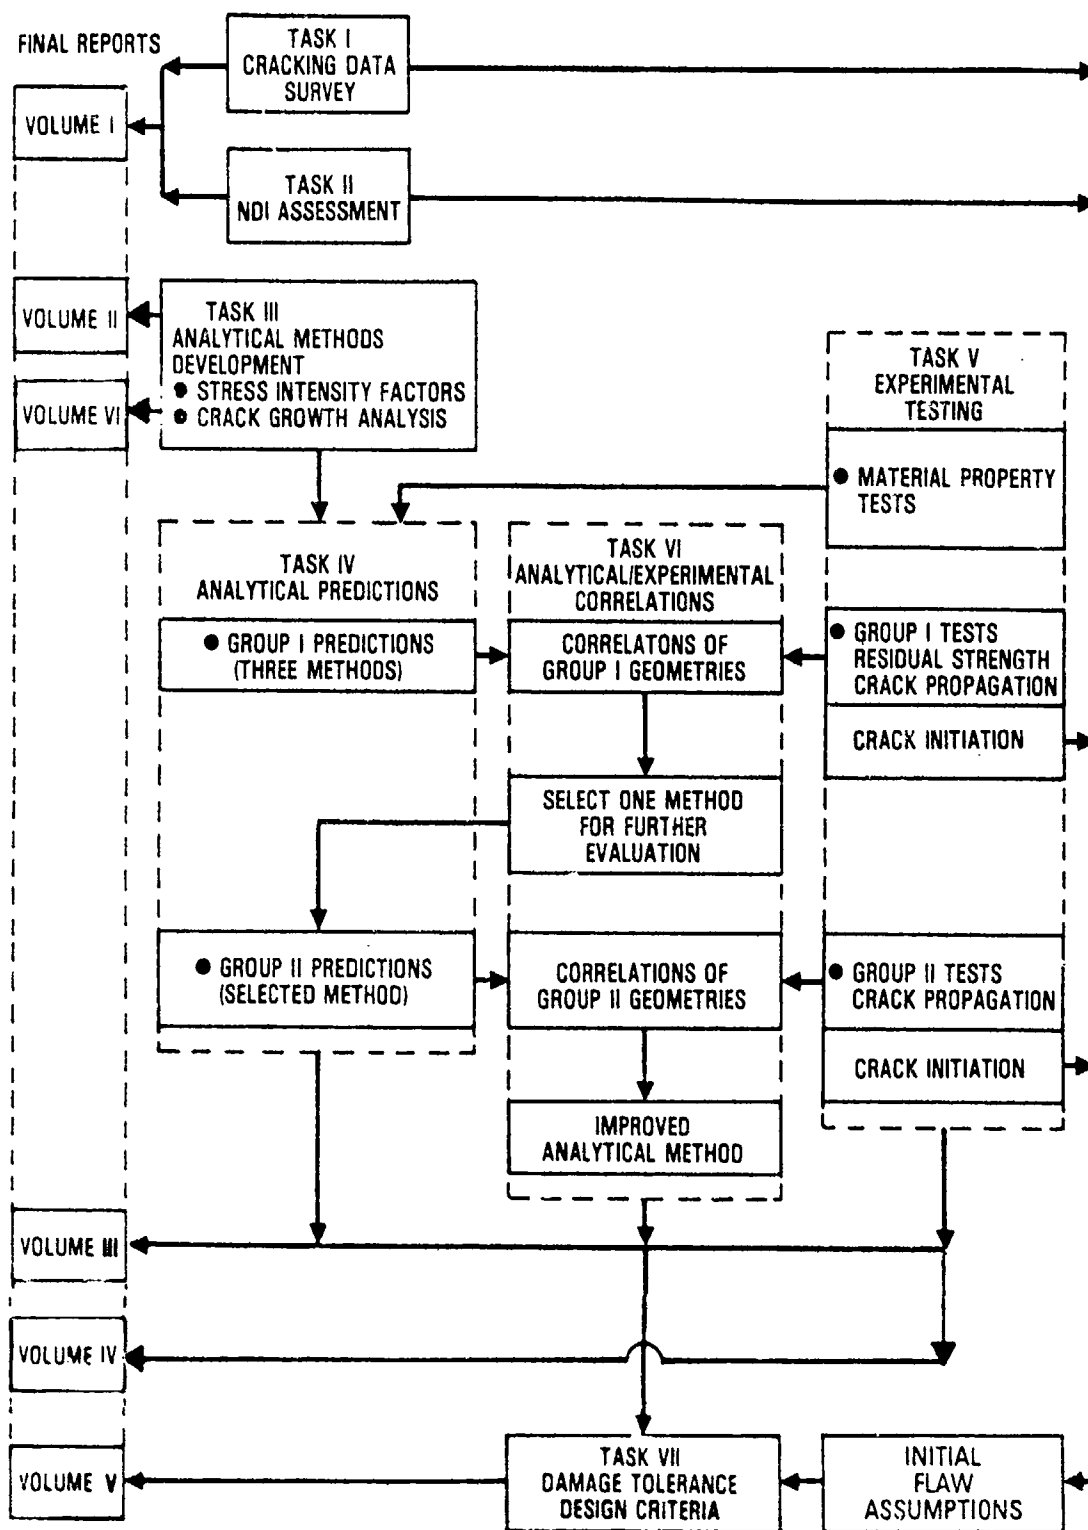 FINAL REPORTS
TASK I
CRACKING DATA
SURVEY
VOLUME I
TASK II
NDI ASSESSMENT
VOLUME II
TASK III
ANALYTICAL METHODS
DEVELOPMENT
● STRESS INTENSITY FACTORS
● CRACK GROWTH ANALYSIS
VOLUME VI
TASK V
EXPERIMENTAL
TESTING
● MATERIAL PROPERTY
TESTS
TASK IV
ANALYTICAL PREDICTIONS
TASK VI
ANALYTICAL/EXPERIMENTAL
CORRELATIONS
● GROUP I PREDICTIONS
(THREE METHODS)
CORRELATONS OF
GROUP I GEOMETRIES
● GROUP I TESTS
RESIDUAL STRENGTH
CRACK PROPAGATION
CRACK INITIATION
SELECT ONE METHOD
FOR FURTHER
EVALUATION
● GROUP II PREDICTIONS
(SELECTED METHOD)
CORRELATIONS OF
GROUP II GEOMETRIES
● GROUP II TESTS
CRACK PROPAGATION
CRACK INITIATION
IMPROVED
ANALYTICAL METHOD
VOLUME III
VOLUME IV
VOLUME V
TASK VII
DAMAGE TOLERANCE
DESIGN CRITERIA
INITIAL
FLAW
ASSUMPTIONS